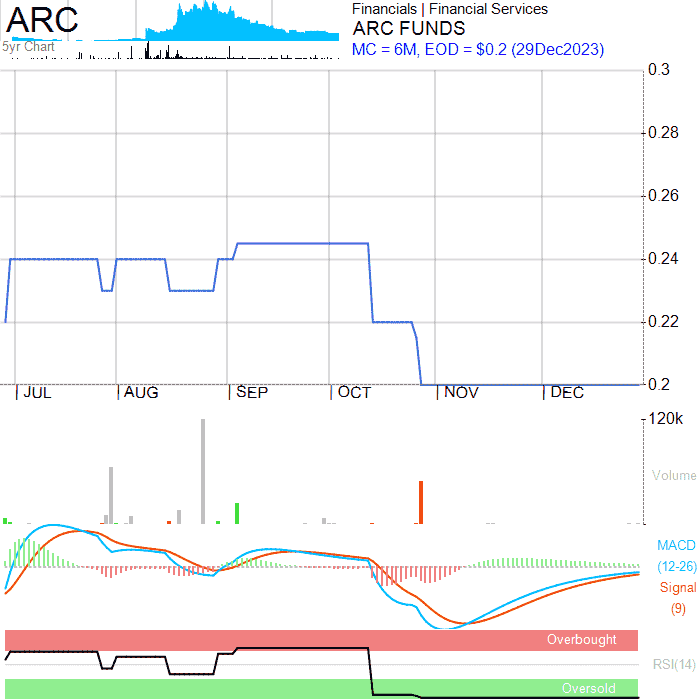 ARC
5yr Chart
Financials | Financial Services
ARC FUNDS
MC = 6M, EOD = $0.2 (29Dec2023)
0.3
0.28
0.26
0.24
0.22
0.2
JUL AUG SEP OCT NOV DEC
120k
Volume
MACD
(12-26)
Signal
(9)
Overbought
RSI(14)
Oversold